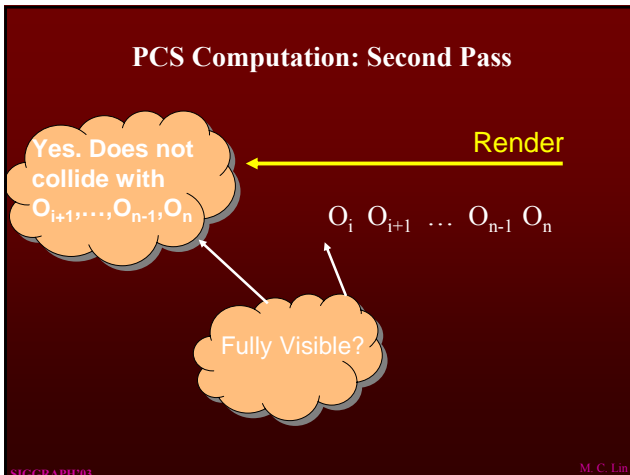 PCS Computation: Second Pass
Yes. Does not
collide with
Oi+1,…,On-1,On
Render
Oi Oi+1 … On-1 On
Fully Visible?
SIGGRAPH'03
M. C. Lin